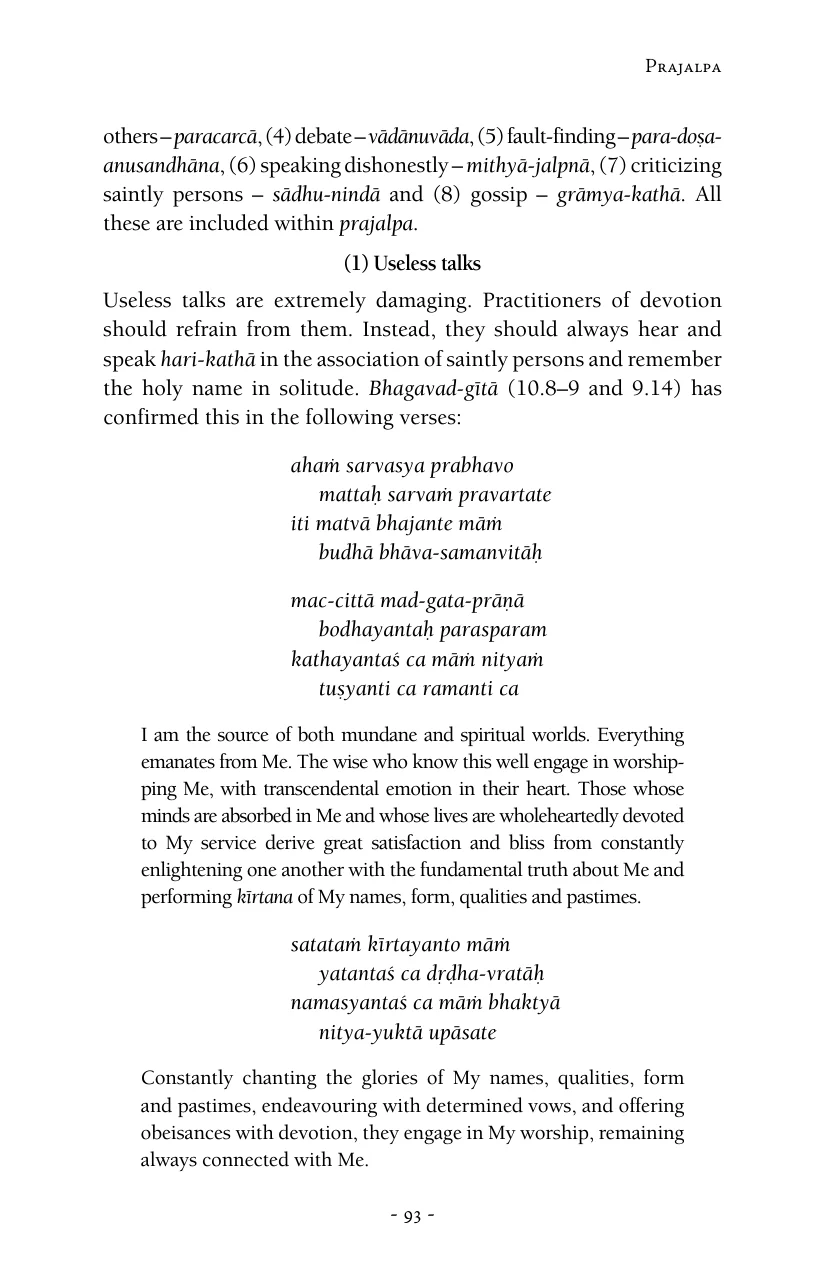 Prajalpa
others – paracarcā, (4) debate – vādānuvāda, (5) fault-finding – para-doṣa-
anusandhāna, (6) speaking dishonestly – mithyā-jalpnā, (7) criticizing
saintly persons – sādhu-nindā and (8) gossip – grāmya-kathā. All
these are included within prajalpa.
(1) Useless talks
Useless talks are extremely damaging. Practitioners of devotion
should refrain from them. Instead, they should always hear and
speak hari-kathā in the association of saintly persons and remember
the holy name in solitude. Bhagavad-gītā (10.8–9 and 9.14) has
confirmed this in the following verses:
ahaṁ sarvasya prabhavo
mattaḥ sarvaṁ pravartate
iti matvā bhajante māṁ
budhā bhāva-samanvitāḥ
mac-cittā mad-gata-prāṇā
bodhayantaḥ parasparam
kathayantaś ca māṁ nityaṁ
tuṣyanti ca ramanti ca
I am the source of both mundane and spiritual worlds. Everything
emanates from Me. The wise who know this well engage in worship-
ping Me, with transcendental emotion in their heart. Those whose
minds are absorbed in Me and whose lives are wholeheartedly devoted
to My service derive great satisfaction and bliss from constantly
enlightening one another with the fundamental truth about Me and
performing kīrtana of My names, form, qualities and pastimes.
satataṁ kīrtayanto māṁ
yatantaś ca dṛḍha-vratāḥ
namasyantaś ca māṁ bhaktyā
nitya-yuktā upāsate
Constantly chanting the glories of My names, qualities, form
and pastimes, endeavouring with determined vows, and offering
obeisances with devotion, they engage in My worship, remaining
always connected with Me.
- 93 -